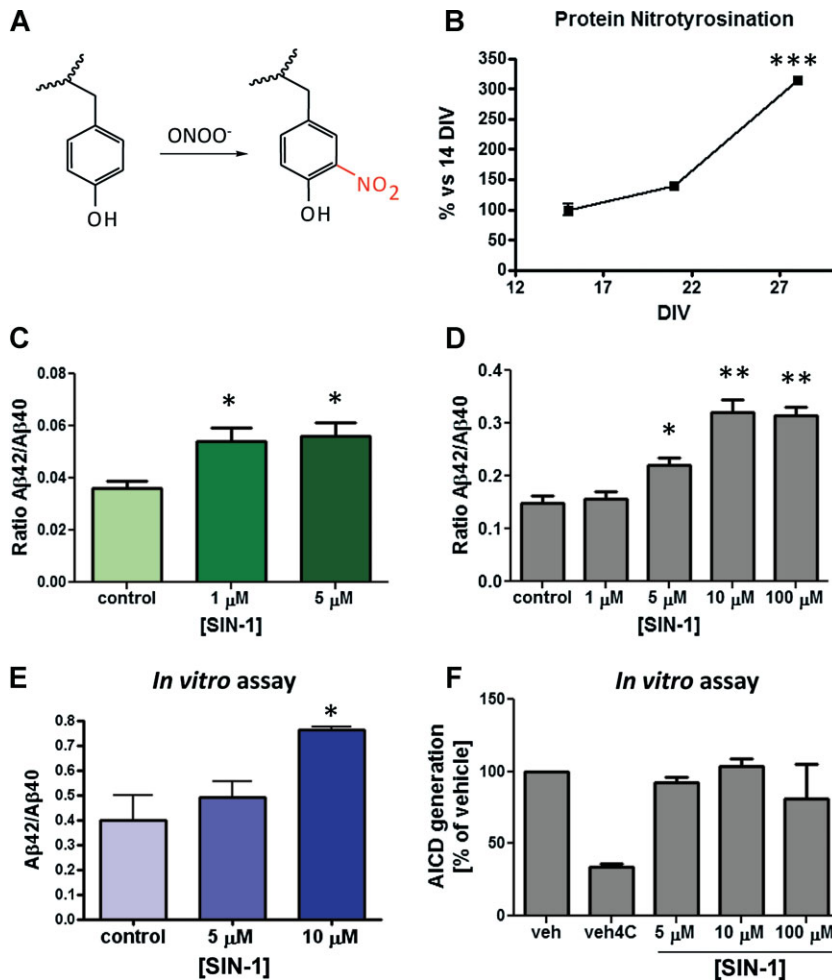 A
ONOO⁻
OH
NO₂
OH
B
Protein Nitrotyrosination
% vs 14 DIV
350
300
250
200
150
100
50
0
***
12 17 22 27
DIV
C
Ratio Aβ42/Aβ40
0.08
0.06
0.04
0.02
0.00
* *
control 1 μM 5 μM
[SIN-1]
D
Ratio Aβ42/Aβ40
0.4
0.3
0.2
0.1
0.0
* ** **
control 1 μM 5 μM 10 μM 100 μM
[SIN-1]
E
In vitro assay
Aβ42/Aβ40
0.8
0.7
0.6
0.5
0.4
0.3
0.2
0.1
0.0
*
control 5 μM 10 μM
[SIN-1]
F
In vitro assay
AICD generation
[% of vehicle]
150
100
50
0
veh veh4C 5 μM 10 μM 100 μM
[SIN-1]